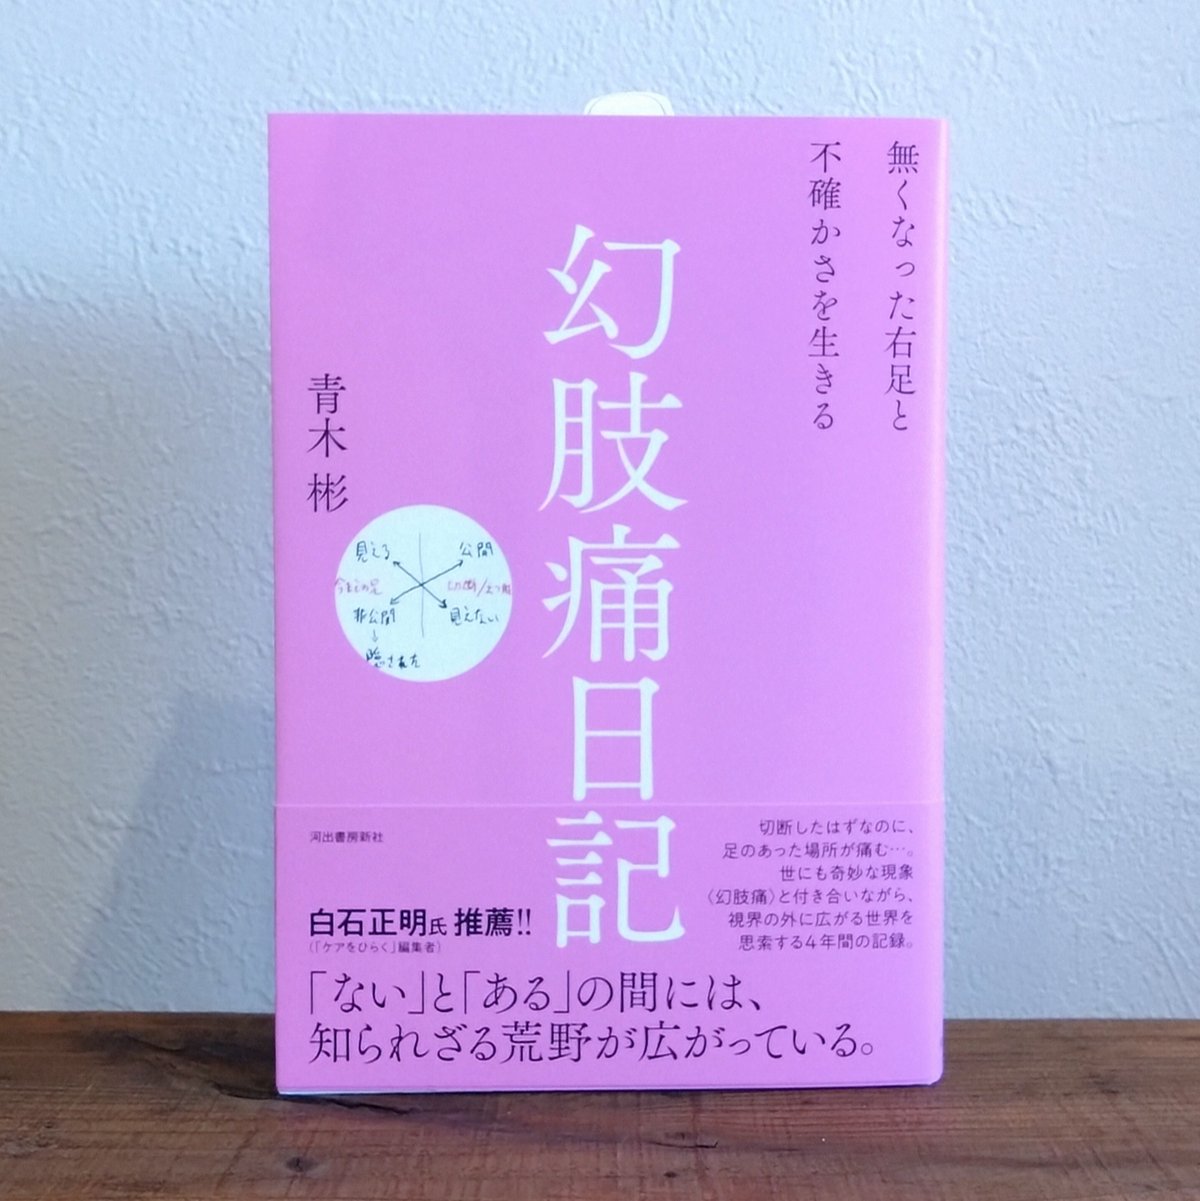 無くなった右足と
不確かさを生きる
幻肢痛日記
青木 彬
見える
公開
非公開
見えない
↓
隠された
河出書房新社
切断したはずなのに、
足のあった場所が痛む…。
世にも奇妙な現象
〈幻肢痛〉と付き合いながら、
視界の外に広がる世界を
思索する4年間の記録。
白石正明氏 推薦!!
(「ケアをひらく」編集者)
「ない」と「ある」の間には、
知られざる荒野が広がっている。